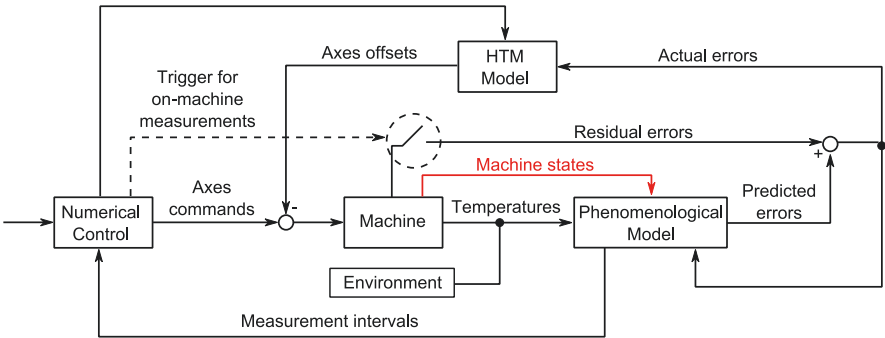 Axes offsets
HTM
Model
Actual errors
Trigger for
on-machine
measurements
Residual errors
Machine states
+
Numerical
Control
Axes
commands
-
Machine
Temperatures
Phenomenological
Model
Predicted
errors
Environment
Measurement intervals